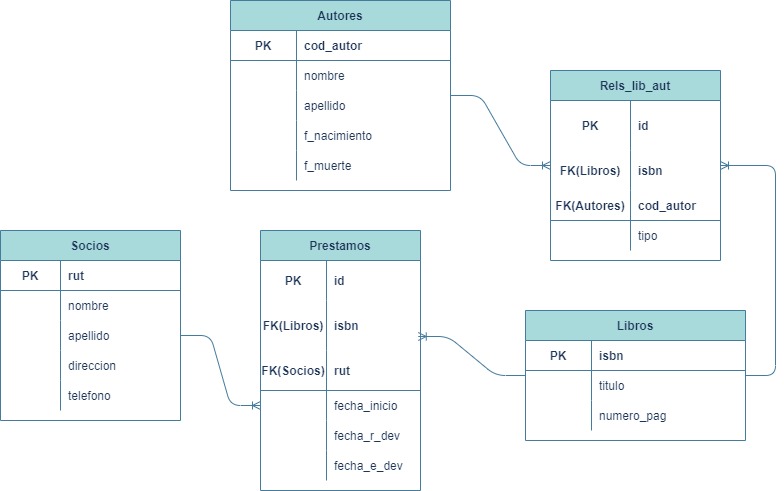 Autores
PK cod_autor
nombre
apellido
f_nacimiento
f_muerte
Rels_lib_aut
PK id
FK(Libros) isbn
FK(Autores) cod_autor
tipo
Socios
PK rut
nombre
apellido
direccion
telefono
Prestamos
PK id
FK(Libros) isbn
FK(Socios) rut
fecha_inicio
fecha_r_dev
fecha_e_dev
Libros
PK isbn
titulo
numero_pag